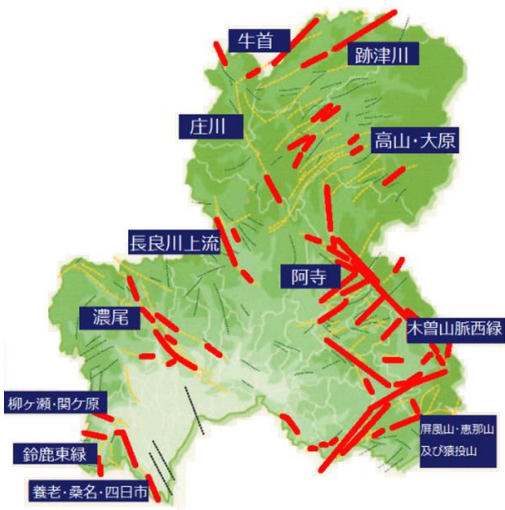 牛首
跡津川
庄川
高山・大原
長良川上流
阿寺
濃尾
木曽山脈西縁
柳ヶ瀬・関ケ原
屏風山・恵那山
及び猿投山
鈴鹿東縁
養老・桑名・四日市